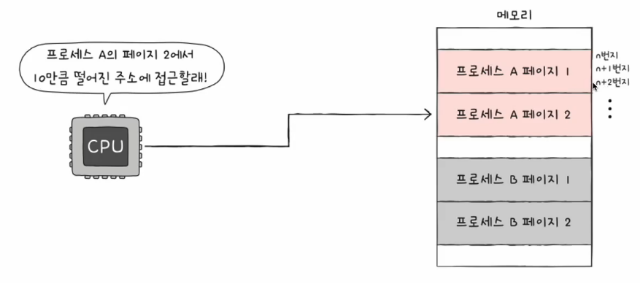 메모리
프로세스 A의 페이지 2에서
10만큼 떨어진 주소에 접근할래!
CPU
프로세스 A 페이지 1
프로세스 A 페이지 2
프로세스 B 페이지 1
프로세스 B 페이지 2
n번지
n+1번지
n+2번지